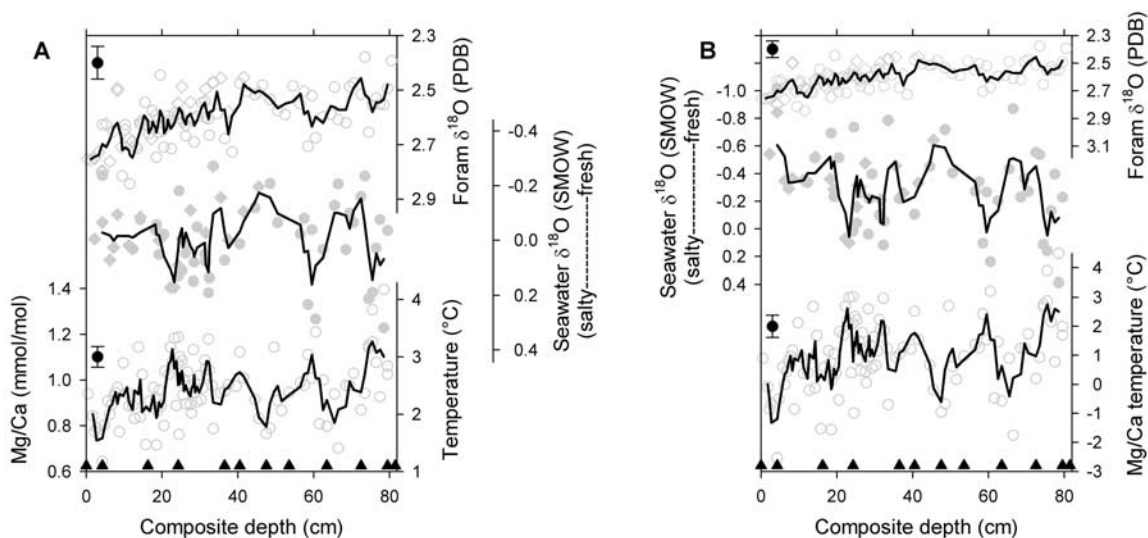 A
2.3
2.5
2.7
2.9
Foram δ18O (PDB)
-0.4
-0.2
0.0
0.2
0.4
Seawater δ18O (SMOW)
(salty------------fresh)
1.4
1.2
1.0
0.8
0.6
Mg/Ca (mmol/mol)
4
3
2
1
Temperature (°C)
0 20 40 60 80
Composite depth (cm)
B
2.3
2.5
2.7
2.9
3.1
Foram δ18O (PDB)
-1.0
-0.8
-0.6
-0.4
-0.2
0.0
0.2
0.4
Seawater δ18O (SMOW)
(salty------------fresh)
4
3
2
1
0
-1
-2
-3
Mg/Ca temperature (°C)
0 20 40 60 80
Composite depth (cm)